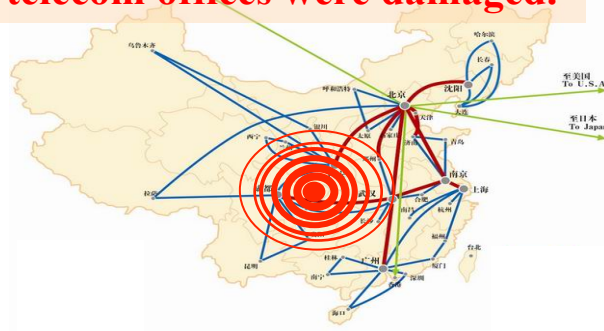 telecom offices were damaged.
哈尔滨
乌鲁木齐
长春
沈阳
至美国
To U.S.A
呼和浩特
北京
大连
天津
至日本
To Japa
银川
太原
石家庄
济南
青岛
西宁
郑州
南京
拉萨
成都
武汉
合肥
上海
南昌
杭州
长沙
福州
台北
昆明
桂林
广州
厦门
南宁
深圳
香港
海口